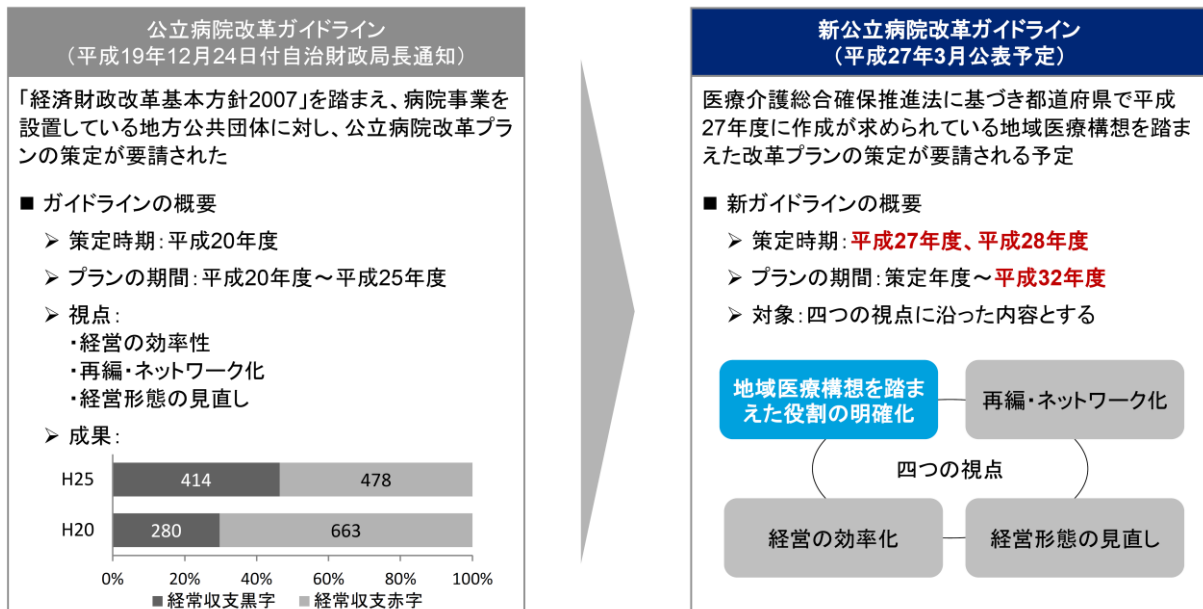 公立病院改革ガイドライン
（平成19年12月24日付自治財政局長通知）
「経済財政改革基本方針2007」を踏まえ、病院事業を
設置している地方公共団体に対し、公立病院改革プラ
ンの策定が要請された
■ ガイドラインの概要
➢ 策定時期：平成20年度
➢ プランの期間：平成20年度～平成25年度
➢ 視点：
・経営の効率性
・再編・ネットワーク化
・経営形態の見直し
➢ 成果：
H25 414 478
H20 280 663
0% 20% 40% 60% 80% 100%
■ 経常収支黒字 ■ 経常収支赤字
新公立病院改革ガイドライン
（平成27年3月公表予定）
医療介護総合確保推進法に基づき都道府県で平成
27年度に作成が求められている地域医療構想を踏ま
えた改革プランの策定が要請される予定
■ 新ガイドラインの概要
➢ 策定時期：平成27年度、平成28年度
➢ プランの期間：策定年度～平成32年度
➢ 対象：四つの視点に沿った内容とする
地域医療構想を踏ま
えた役割の明確化
再編・ネットワーク化
四つの視点
経営の効率化
経営形態の見直し